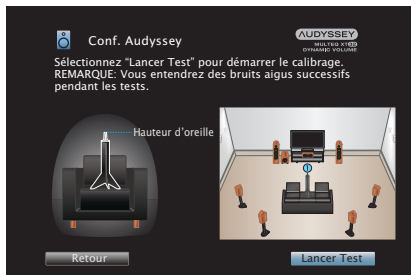 Conf. Audyssey
AUDYSSEY
MULTEQ XT32
DYNAMIC VOLUME
Sélectionnez “Lancer Test” pour démarrer le calibrage.
REMARQUE: Vous entendrez des bruits aigus successifs
pendant les tests.
Hauteur d’oreille
Retour
Lancer Test